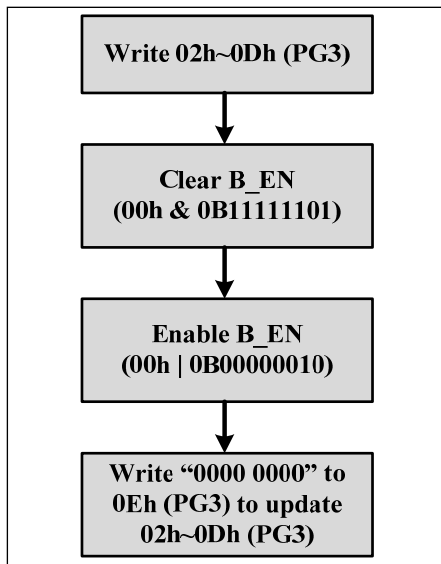 Write 02h~0Dh (PG3)
Clear B_EN
(00h & 0B11111101)
Enable B_EN
(00h | 0B00000010)
Write “0000 0000” to
0Eh (PG3) to update
02h~0Dh (PG3)